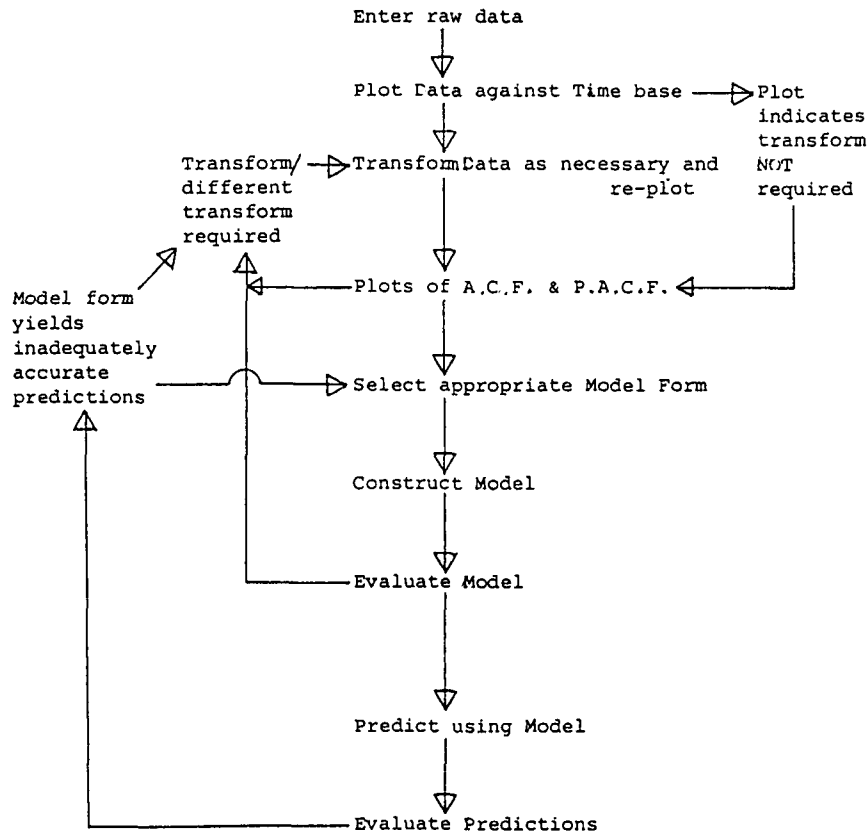 Enter raw data
Plot Data against Time base
Plot
indicates
transform
NOT
required
Transform/
different
transform
required
Transform Data as necessary and
re-plot
Plots of A.C.F. & P.A.C.F.
Model form
yields
inadequately
accurate
predictions
Select appropriate Model Form
Construct Model
Evaluate Model
Predict using Model
Evaluate Predictions